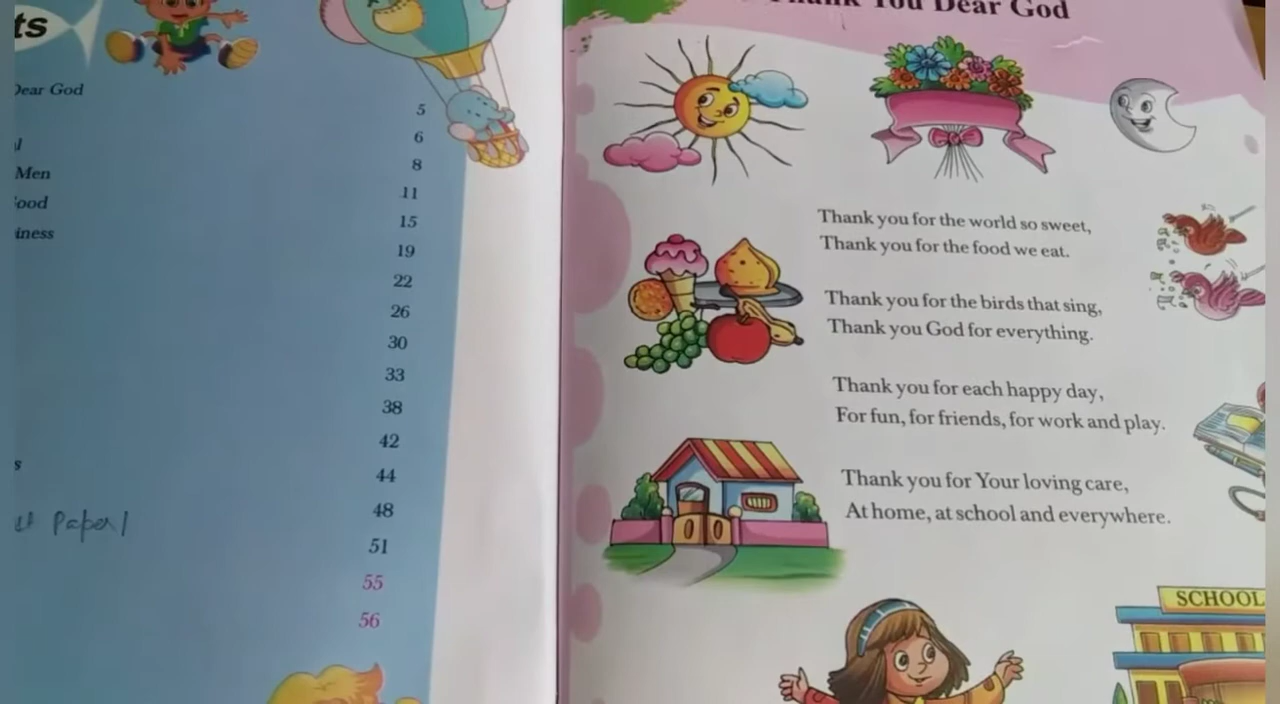 ts
Dear God
5
6
Men 8
11
15
19
22
26
30
33
38
42
s
44
48
Paper 1
51
55
56
Thank You Dear God
Thank you for the world so sweet,
Thank you for the food we eat.
Thank you for the birds that sing,
Thank you God for everything.
Thank you for each happy day,
For fun, for friends, for work and play.
Thank you for Your loving care,
At home, at school and everywhere.
SCHOOL